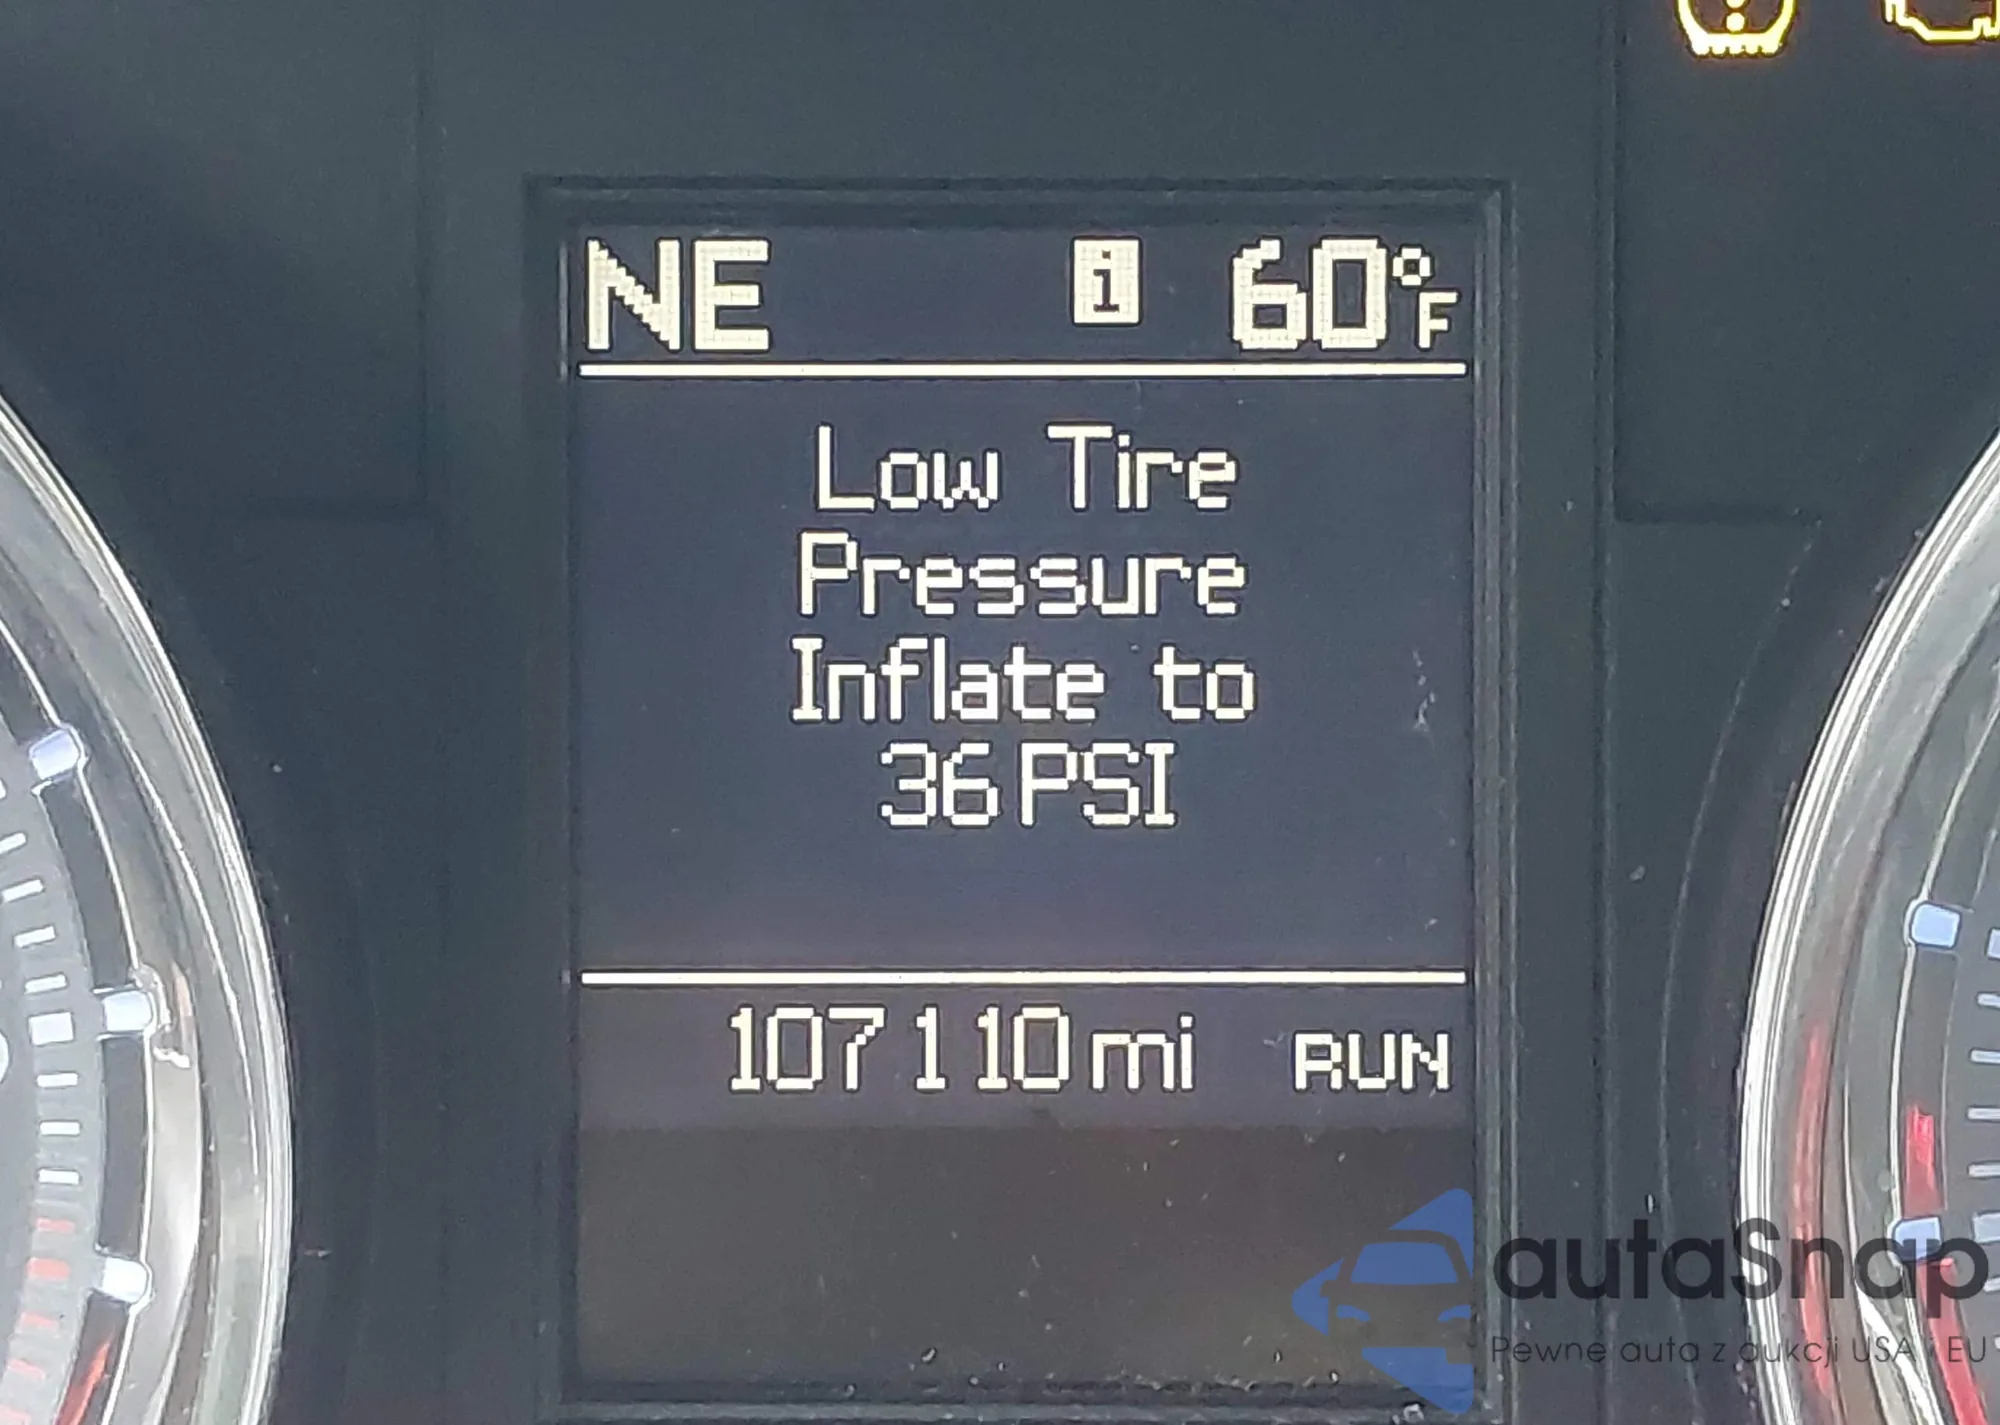 NE i 60°F
Low Tire
Pressure
Inflate to
36 PSI
107110 mi RUN
autaSnap
Pewne auta z aukcji USA i EU